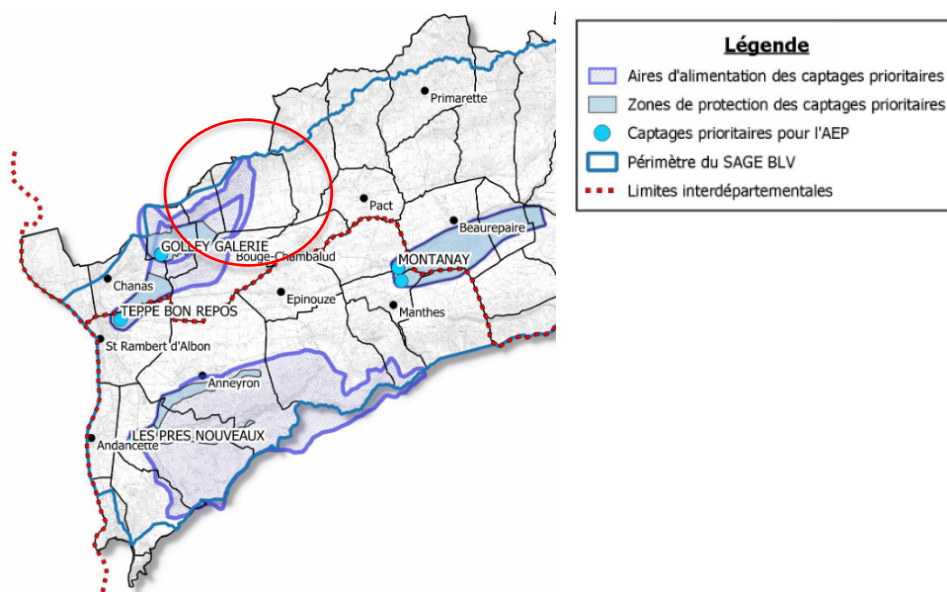 Primarette
Pact
Beaurepaire
GOLLEY GALERIE
Bouge-Chambalud
MONTANAY
Chanas
Epinouze
Manthes
TEPPE BON REPOS
St Rambert d'Albon
Anneyron
LES PRES NOUVEAUX
Andancette
Légende
Aires d'alimentation des captages prioritaires
Zones de protection des captages prioritaires
Captages prioritaires pour l'AEP
Périmètre du SAGE BLV
Limites interdépartementales